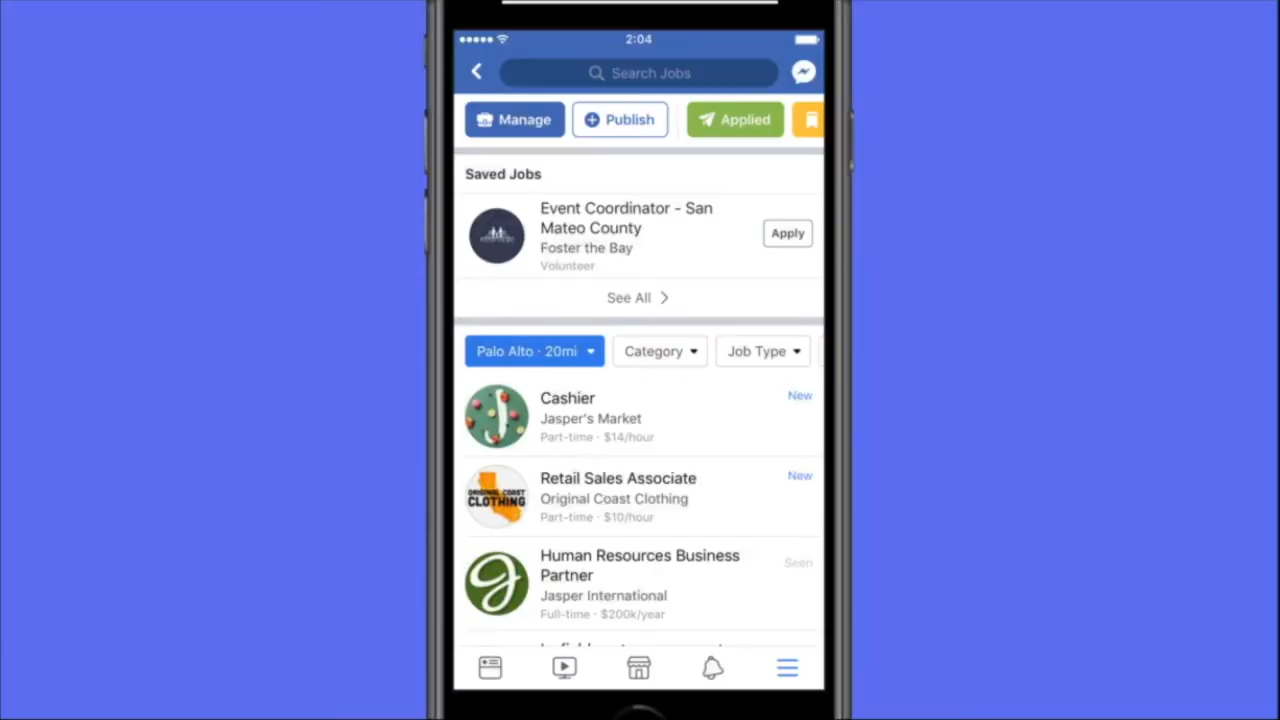 2:04
Search Jobs
Manage
Publish
Applied
Saved Jobs
Event Coordinator - San
Mateo County
Foster the Bay
Volunteer
Apply
See All
Palo Alto · 20mi
Category
Job Type
Cashier
New
Jasper's Market
Part-time · $14/hour
Retail Sales Associate
New
Original Coast Clothing
Part-time · $10/hour
ORIGINAL COAST
CLOTHING
Human Resources Business
Partner
Seen
Jasper International
Full-time · $200k/year